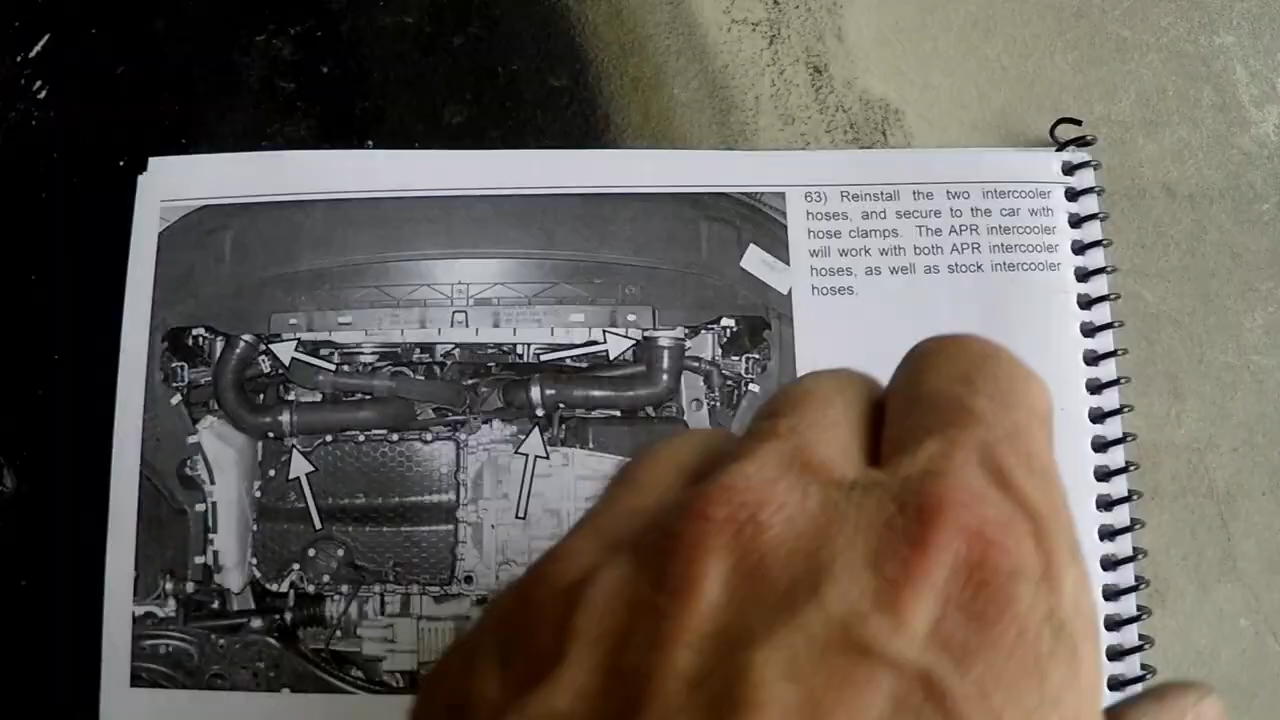 63) Reinstall the two intercooler
hoses, and secure to the car with
hose clamps. The APR intercooler
will work with both APR intercooler
hoses, as well as stock intercooler
hoses.